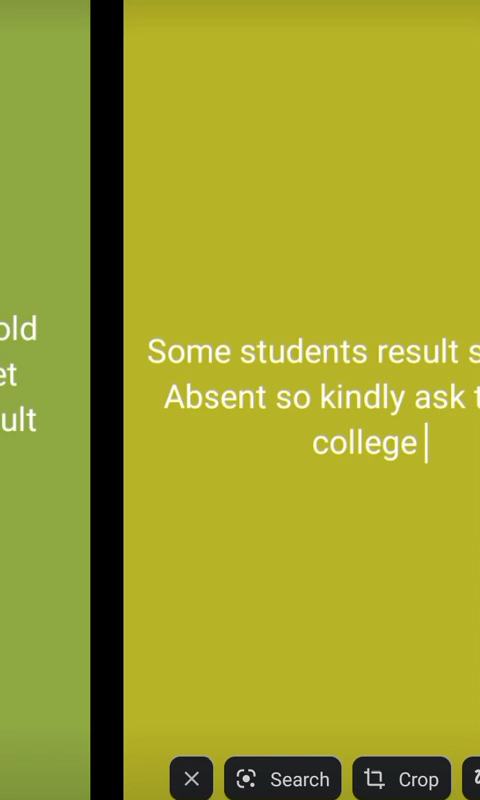 old
et
ult
Some students result s
Absent so kindly ask t
college
Search
Crop